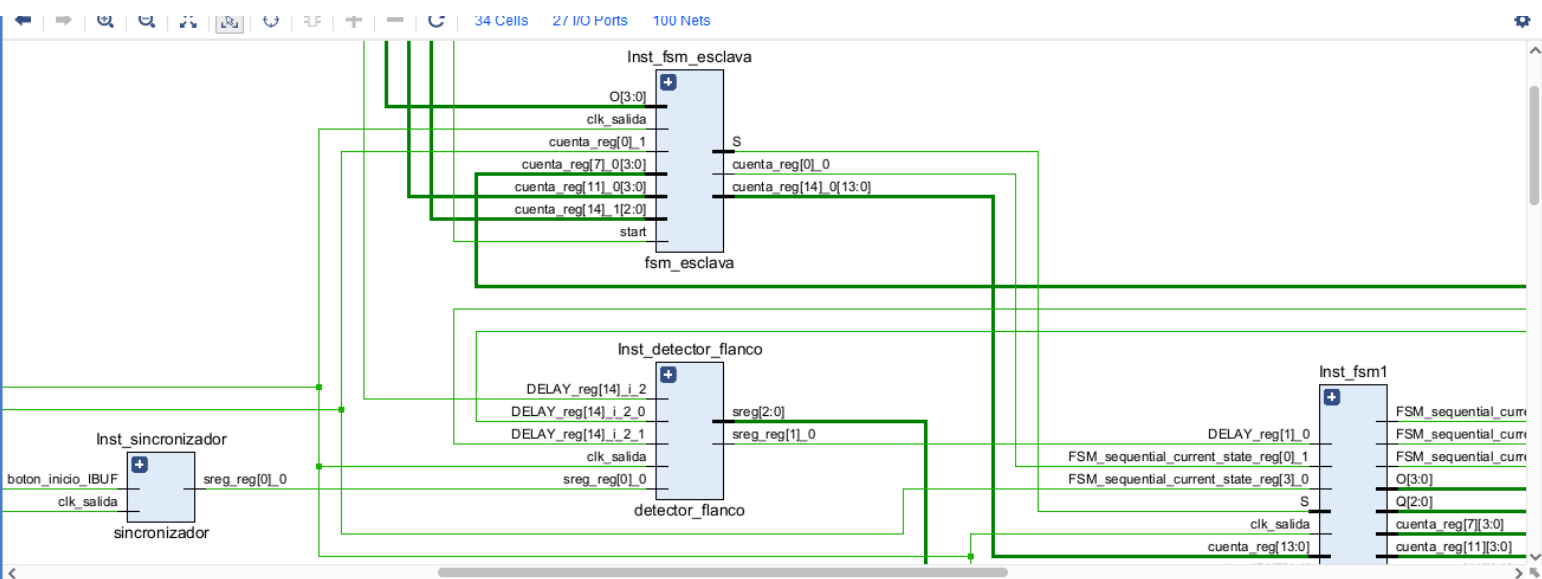 34 Cells 27 I/O Ports 100 Nets
Inst_fsm_esclava
O[3:0]
clk_salida
cuenta_reg[0]_1
cuenta_reg[7]_0[3:0]
cuenta_reg[11]_0[3:0]
cuenta_reg[14]_1[2:0]
start
S
cuenta_reg[0]_0
cuenta_reg[14]_0[13:0]
fsm_esclava
Inst_detector_flanco
DELAY_reg[14]_i_2
DELAY_reg[14]_i_2_0
DELAY_reg[14]_i_2_1
clk_salida
sreg_reg[0]_0
sreg[2:0]
sreg_reg[1]_0
detector_flanco
Inst_sincronizador
boton_inicio_IBUF
clk_salida
sreg_reg[0]_0
sincronizador
Inst_fsm1
DELAY_reg[1]_0
FSM_sequential_current_state_reg[0]_1
FSM_sequential_current_state_reg[3]_0
S
clk_salida
cuenta_reg[13:0]
FSM_sequential_curre
FSM_sequential_curre
FSM_sequential_curre
O[3:0]
Q[2:0]
cuenta_reg[7][3:0]
cuenta_reg[11][3:0]